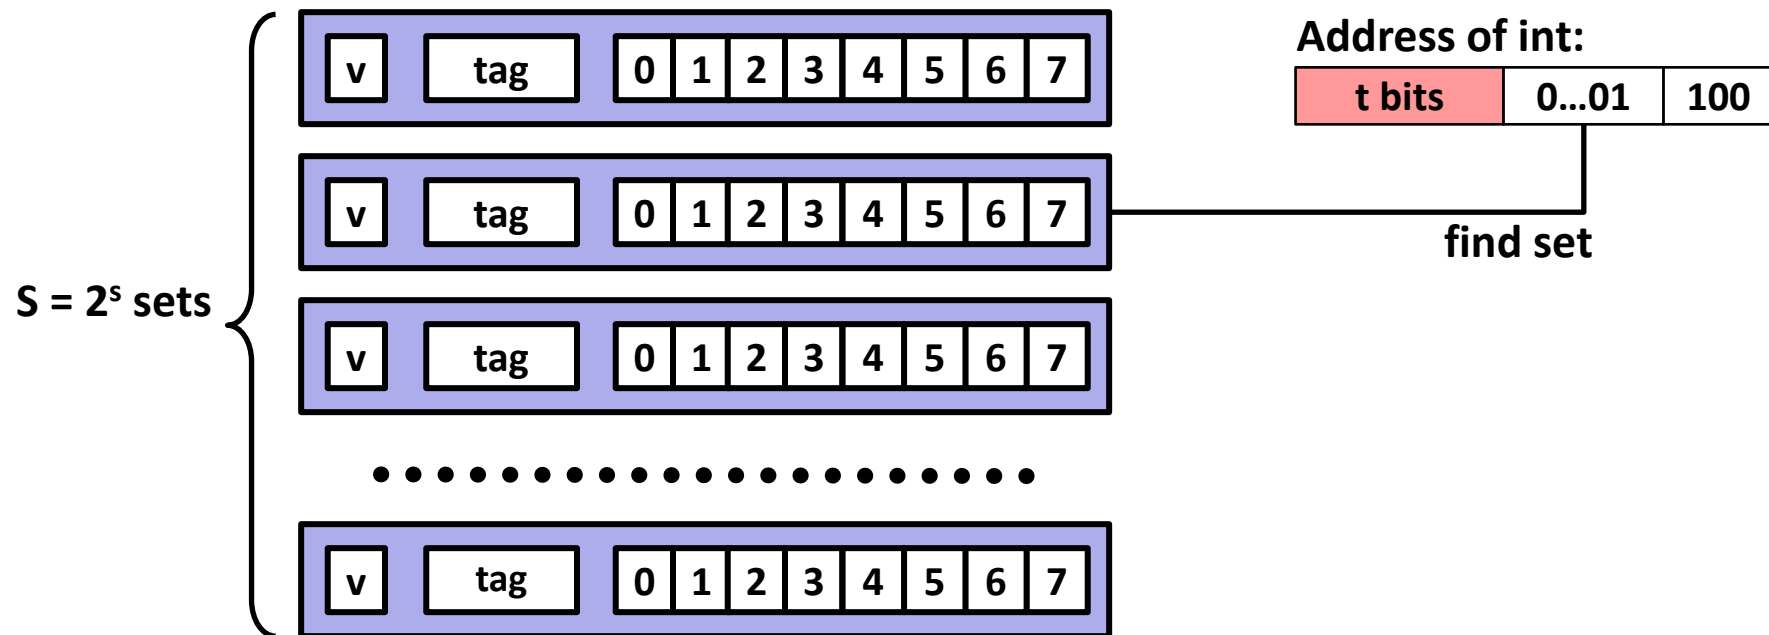 v tag 0 1 2 3 4 5 6 7
Address of int:
t bits 0...01 100
v tag 0 1 2 3 4 5 6 7
find set
S = 2ˢ sets
v tag 0 1 2 3 4 5 6 7
v tag 0 1 2 3 4 5 6 7